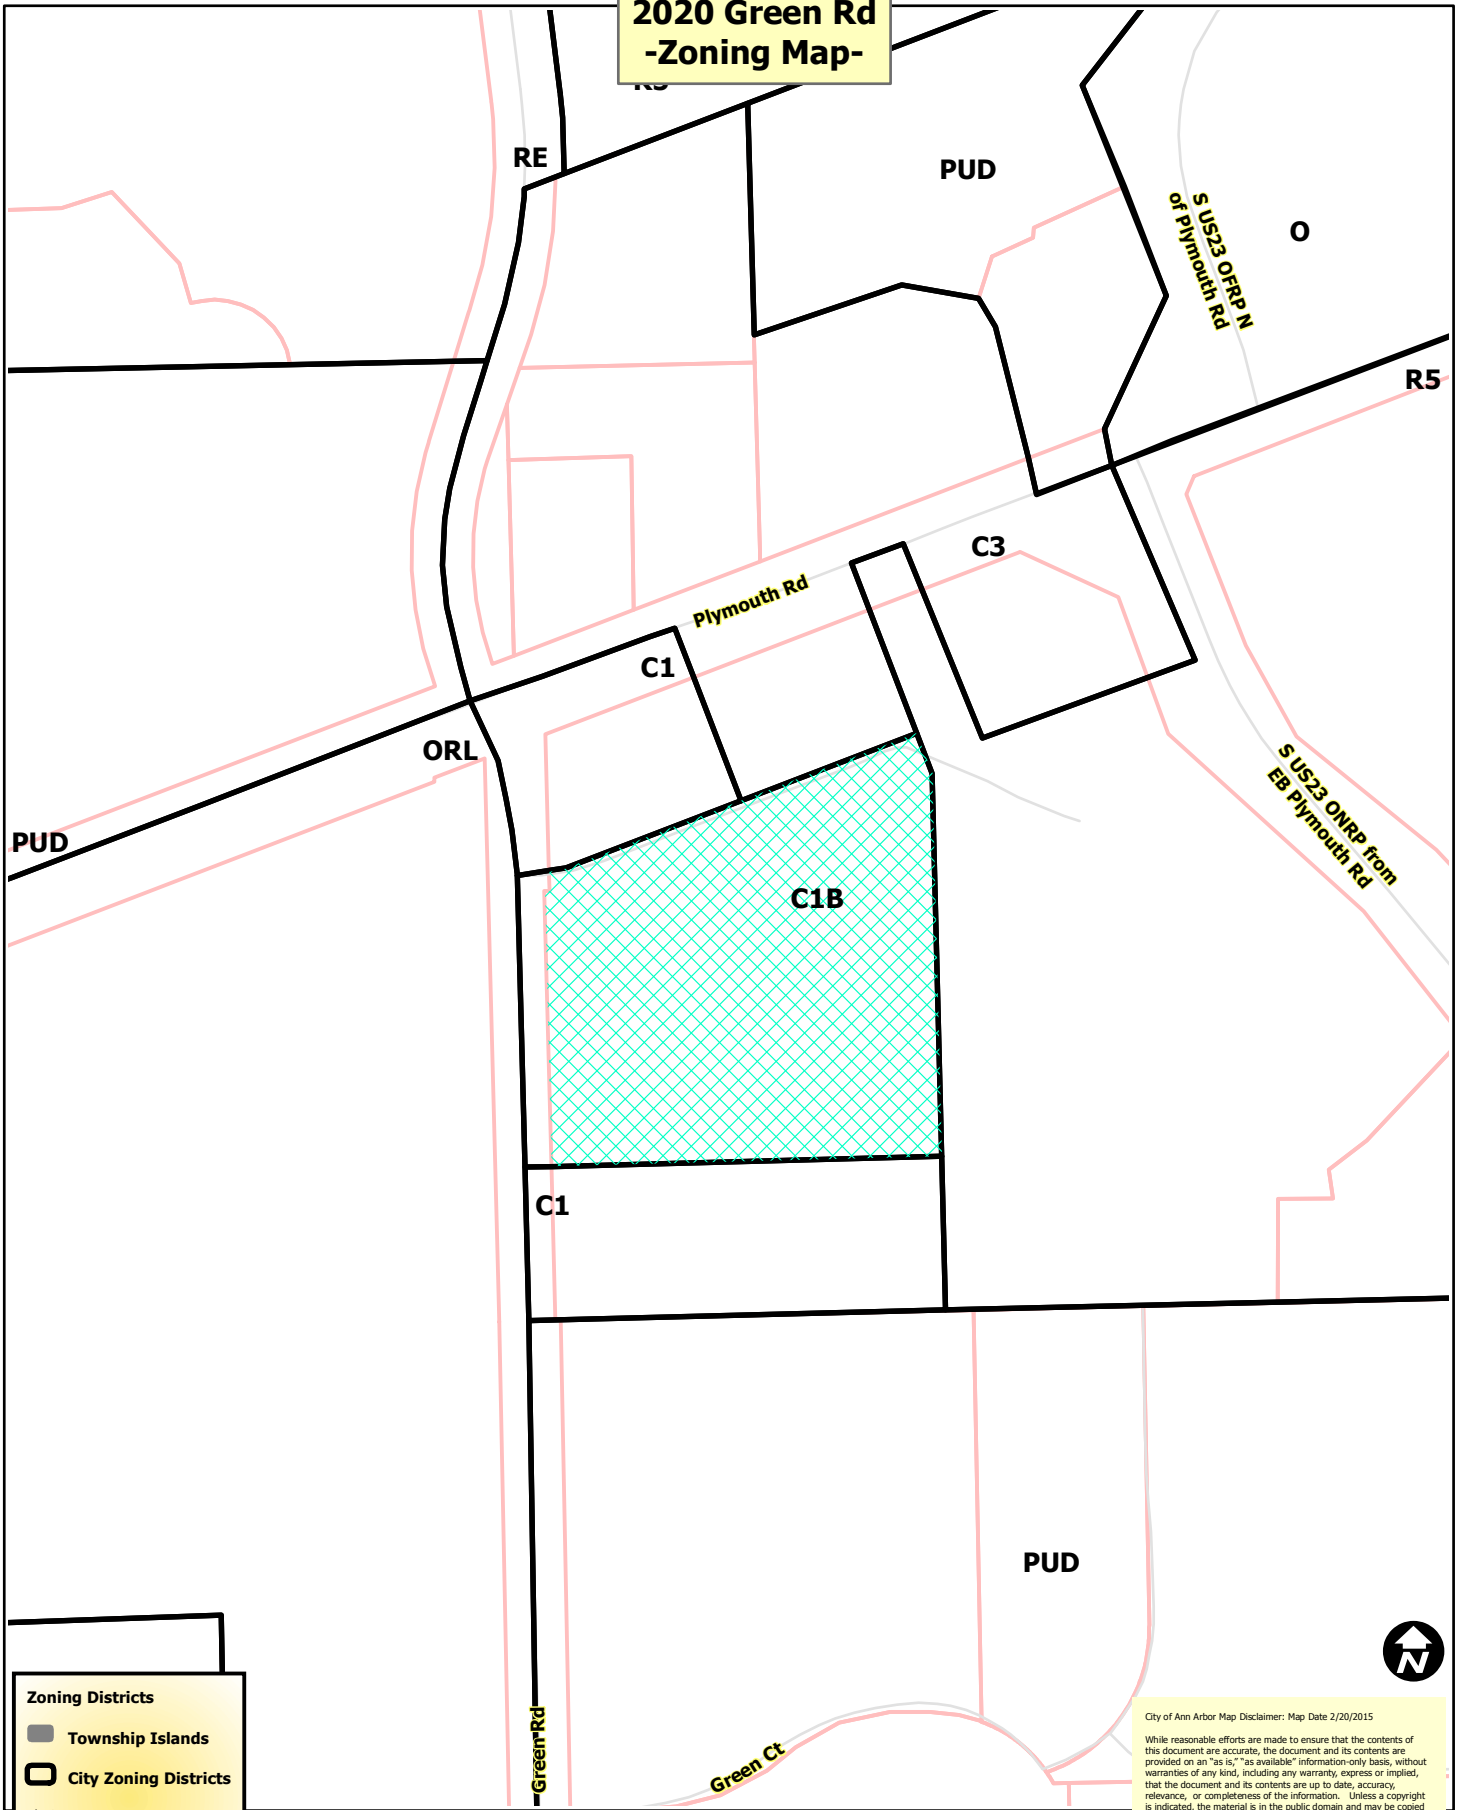 2020 Green Rd
-Zoning Map-
RE
PUD
O
S US23 OFRP N
of Plymouth Rd
R5
C3
Plymouth Rd
C1
ORL
PUD
S US23 ONRP from
EB Plymouth Rd
C1B
C1
PUD
Green Rd
Green Ct
Zoning Districts
Township Islands
City Zoning Districts
City of Ann Arbor Map Disclaimer: Map Date 2/20/2015
While reasonable efforts are made to ensure that the contents of
this document are accurate, the document and its contents are
provided on an "as is," "as available" information-only basis, without
warranties of any kind, including any warranty, express or implied,
that the document and its contents are up to date, accuracy,
relevance, or completeness of the information. Unless a copyright
is indicated, the material is in the public domain and may be copied